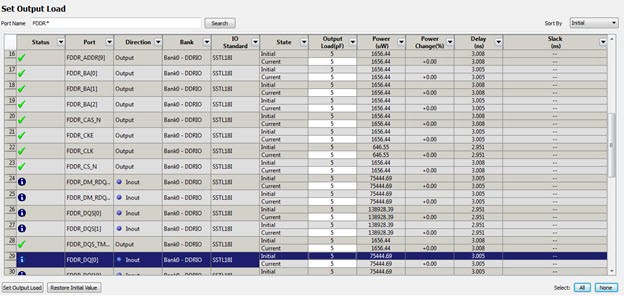 Set Output Load
Port Name FDDR* Search Sort By Initial
Status Port Direction Bank IO Standard State Output Load(pF) Power (uW) Power Change(%) Delay (ns) Slack (ns)
16 FDDR_ADDR[9] Output Bank0 - DDRIO SSTL18I Initial 5 1656.44 3.008 --
Current 5 1656.44 +0.00 3.008 --
17 FDDR_BA[0] Output Bank0 - DDRIO SSTL18I Initial 5 1656.44 3.005 --
Current 5 1656.44 +0.00 3.005 --
18 FDDR_BA[1] Output Bank0 - DDRIO SSTL18I Initial 5 1656.44 3.008 --
Current 5 1656.44 +0.00 3.008 --
19 FDDR_BA[2] Output Bank0 - DDRIO SSTL18I Initial 5 1656.44 3.005 --
Current 5 1656.44 +0.00 3.005 --
20 FDDR_CAS_N Output Bank0 - DDRIO SSTL18I Initial 5 1656.44 3.008 --
Current 5 1656.44 +0.00 3.008 --
21 FDDR_CKE Output Bank0 - DDRIO SSTL18I Initial 5 1656.44 3.005 --
Current 5 1656.44 +0.00 3.005 --
22 FDDR_CLK Output Bank0 - DDRIO SSTL18I Initial 5 646.55 2.951 --
Current 5 646.55 +0.00 2.951 --
23 FDDR_CS_N Output Bank0 - DDRIO SSTL18I Initial 5 1656.44 3.005 --
Current 5 1656.44 +0.00 3.005 --
24 FDDR_DM_RDQ... Inout Bank0 - DDRIO SSTL18I Initial 5 75444.69 3.005 --
Current 5 75444.69 +0.00 3.005 --
25 FDDR_DM_RDQ... Inout Bank0 - DDRIO SSTL18I Initial 5 75444.69 3.005 --
Current 5 75444.69 +0.00 3.005 --
26 FDDR_DQS[0] Inout Bank0 - DDRIO SSTL18I Initial 5 138928.39 2.951 --
Current 5 138928.39 +0.00 2.951 --
27 FDDR_DQS[1] Inout Bank0 - DDRIO SSTL18I Initial 5 138928.39 2.951 --
Current 5 138928.39 +0.00 2.951 --
28 FDDR_DQS_TM... Output Bank0 - DDRIO SSTL18I Initial 5 1656.44 3.008 --
Current 5 1656.44 +0.00 3.008 --
29 FDDR_DQ[0] Inout Bank0 - DDRIO SSTL18I Initial 5 75444.69 3.005 --
Current 5 75444.69 +0.00 3.005 --
30 Initial 5 75444.69 3.005 --
Set Output Load Restore Initial Value Select: All None